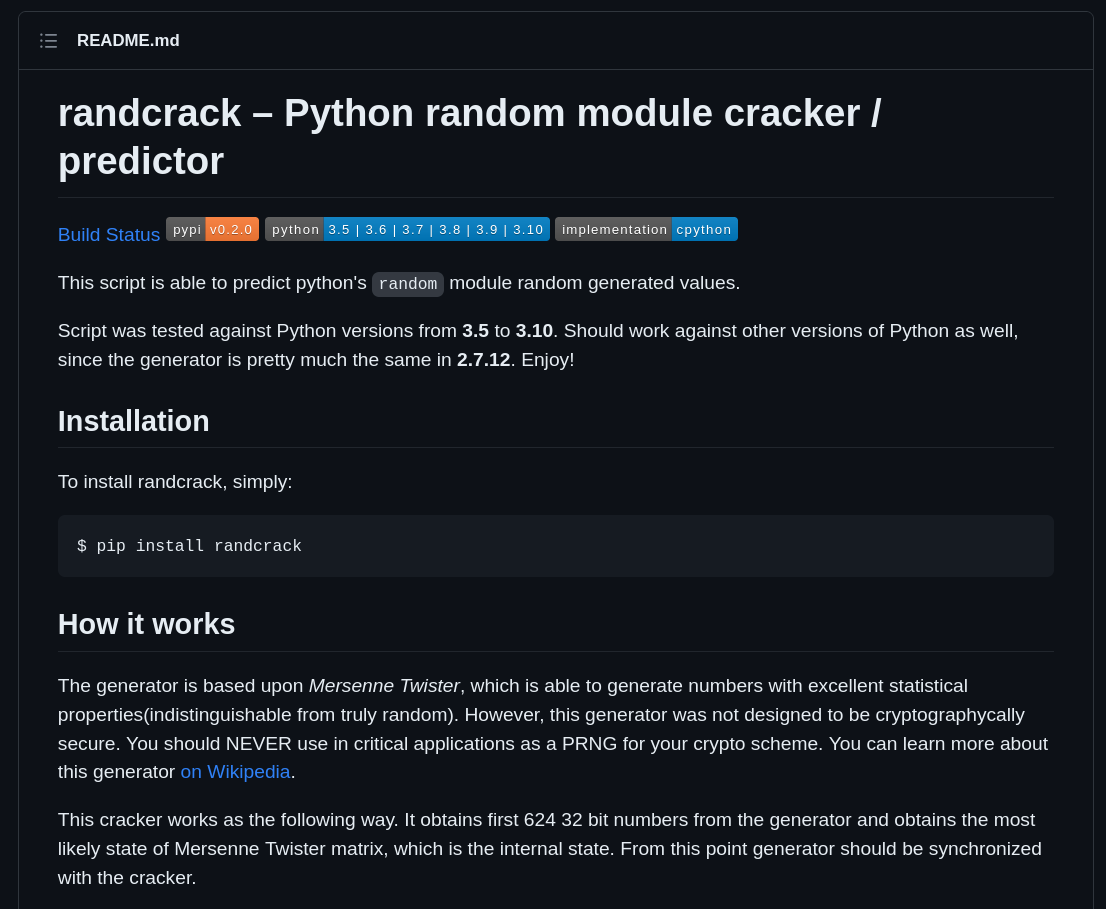 README.md
randcrack – Python random module cracker /
predictor
Build Status pypi v0.2.0 python 3.5 | 3.6 | 3.7 | 3.8 | 3.9 | 3.10 implementation cpython
This script is able to predict python's random module random generated values.
Script was tested against Python versions from 3.5 to 3.10. Should work against other versions of Python as well,
since the generator is pretty much the same in 2.7.12. Enjoy!
Installation
To install randcrack, simply:
$ pip install randcrack
How it works
The generator is based upon Mersenne Twister, which is able to generate numbers with excellent statistical
properties(indistinguishable from truly random). However, this generator was not designed to be cryptographycally
secure. You should NEVER use in critical applications as a PRNG for your crypto scheme. You can learn more about
this generator on Wikipedia.
This cracker works as the following way. It obtains first 624 32 bit numbers from the generator and obtains the most
likely state of Mersenne Twister matrix, which is the internal state. From this point generator should be synchronized
with the cracker.